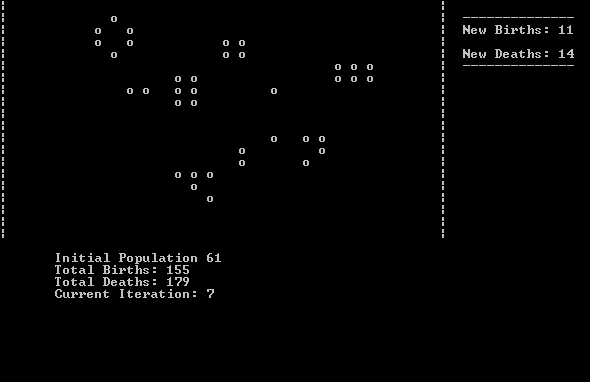 New Births: 11
New Deaths: 14
Initial Population 61
Total Births: 155
Total Deaths: 179
Current Iteration: 7